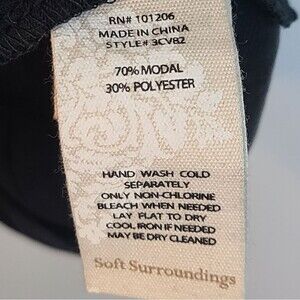 RN# 101206
MADE IN CHINA
STYLE# 3CV82
70% MODAL
30% POLYESTER
HAND WASH COLD
SEPARATELY
ONLY NON-CHLORINE
BLEACH WHEN NEEDED
LAY FLAT TO DRY
COOL IRON IF NEEDED
MAY BE DRY CLEANED
Soft Surroundings